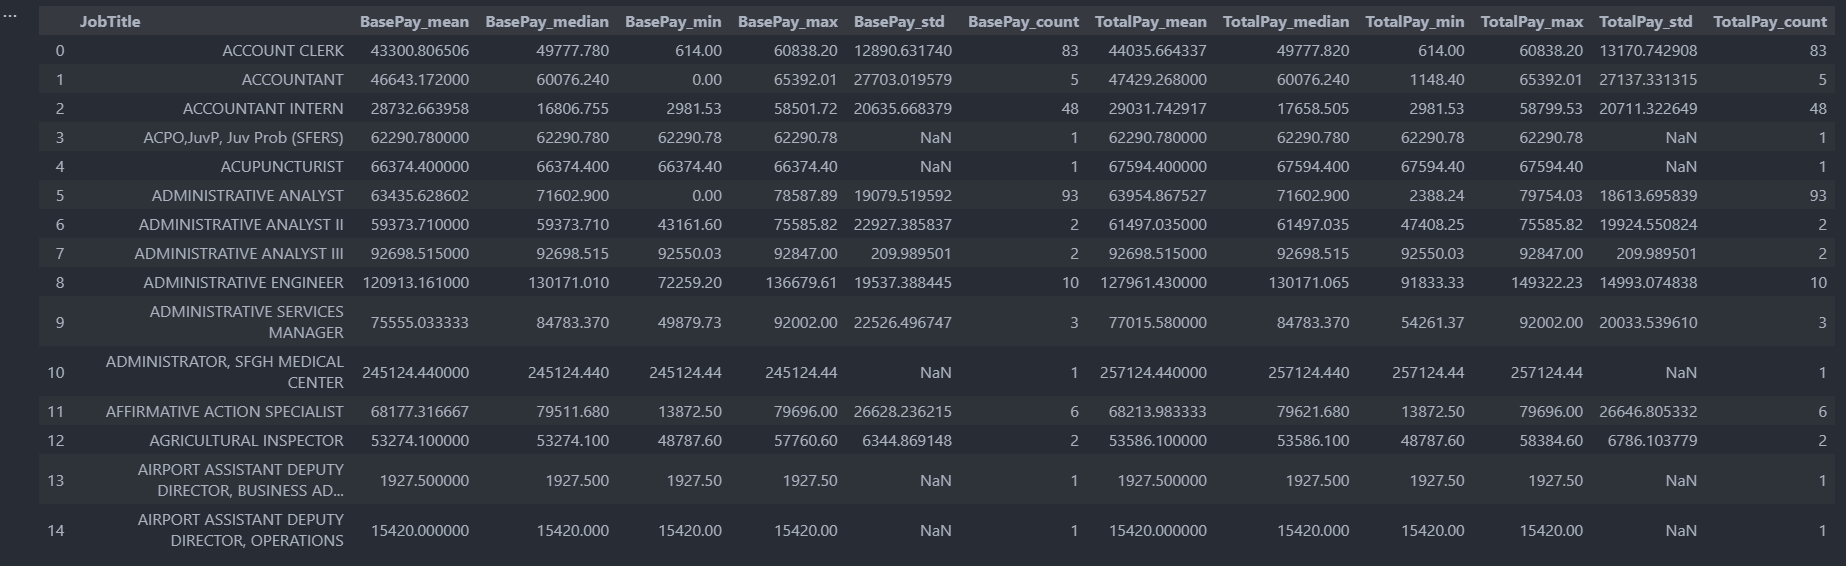 ...
JobTitle BasePay_mean BasePay_median BasePay_min BasePay_max BasePay_std BasePay_count TotalPay_mean TotalPay_median TotalPay_min TotalPay_max TotalPay_std TotalPay_count
0 ACCOUNT CLERK 43300.806506 49777.780 614.00 60838.20 12890.631740 83 44035.664337 49777.820 614.00 60838.20 13170.742908 83
1 ACCOUNTANT 46643.172000 60076.240 0.00 65392.01 27703.019579 5 47429.268000 60076.240 1148.40 65392.01 27137.331315 5
2 ACCOUNTANT INTERN 28732.663958 16806.755 2981.53 58501.72 20635.668379 48 29031.742917 17658.505 2981.53 58799.53 20711.322649 48
3 ACPO,JuvP, Juv Prob (SFERS) 62290.780000 62290.780 62290.78 62290.78 NaN 1 62290.780000 62290.780 62290.78 62290.78 NaN 1
4 ACUPUNCTURIST 66374.400000 66374.400 66374.40 66374.40 NaN 1 67594.400000 67594.400 67594.40 67594.40 NaN 1
5 ADMINISTRATIVE ANALYST 63435.628602 71602.900 0.00 78587.89 19079.519592 93 63954.867527 71602.900 2388.24 79754.03 18613.695839 93
6 ADMINISTRATIVE ANALYST II 59373.710000 59373.710 43161.60 75585.82 22927.385837 2 61497.035000 61497.035 47408.25 75585.82 19924.550824 2
7 ADMINISTRATIVE ANALYST III 92698.515000 92698.515 92550.03 92847.00 209.989501 2 92698.515000 92698.515 92550.03 92847.00 209.989501 2
8 ADMINISTRATIVE ENGINEER 120913.161000 130171.010 72259.20 136679.61 19537.388445 10 127961.430000 130171.065 91833.33 149322.23 14993.074838 10
ADMINISTRATIVE SERVICES
9 MANAGER 75555.033333 84783.370 49879.73 92002.00 22526.496747 3 77015.580000 84783.370 54261.37 92002.00 20033.539610 3
ADMINISTRATOR, SFGH MEDICAL
10 CENTER 245124.440000 245124.440 245124.44 245124.44 NaN 1 257124.440000 257124.440 257124.44 257124.44 NaN 1
11 AFFIRMATIVE ACTION SPECIALIST 68177.316667 79511.680 13872.50 79696.00 26628.236215 6 68213.983333 79621.680 13872.50 79696.00 26646.805332 6
12 AGRICULTURAL INSPECTOR 53274.100000 53274.100 48787.60 57760.60 6344.869148 2 53586.100000 53586.100 48787.60 58384.60 6786.103779 2
AIRPORT ASSISTANT DEPUTY
13 DIRECTOR, BUSINESS AD... 1927.500000 1927.500 1927.50 1927.50 NaN 1 1927.500000 1927.500 1927.50 1927.50 NaN 1
AIRPORT ASSISTANT DEPUTY
14 DIRECTOR, OPERATIONS 15420.000000 15420.000 15420.00 15420.00 NaN 1 15420.000000 15420.000 15420.00 15420.00 NaN 1